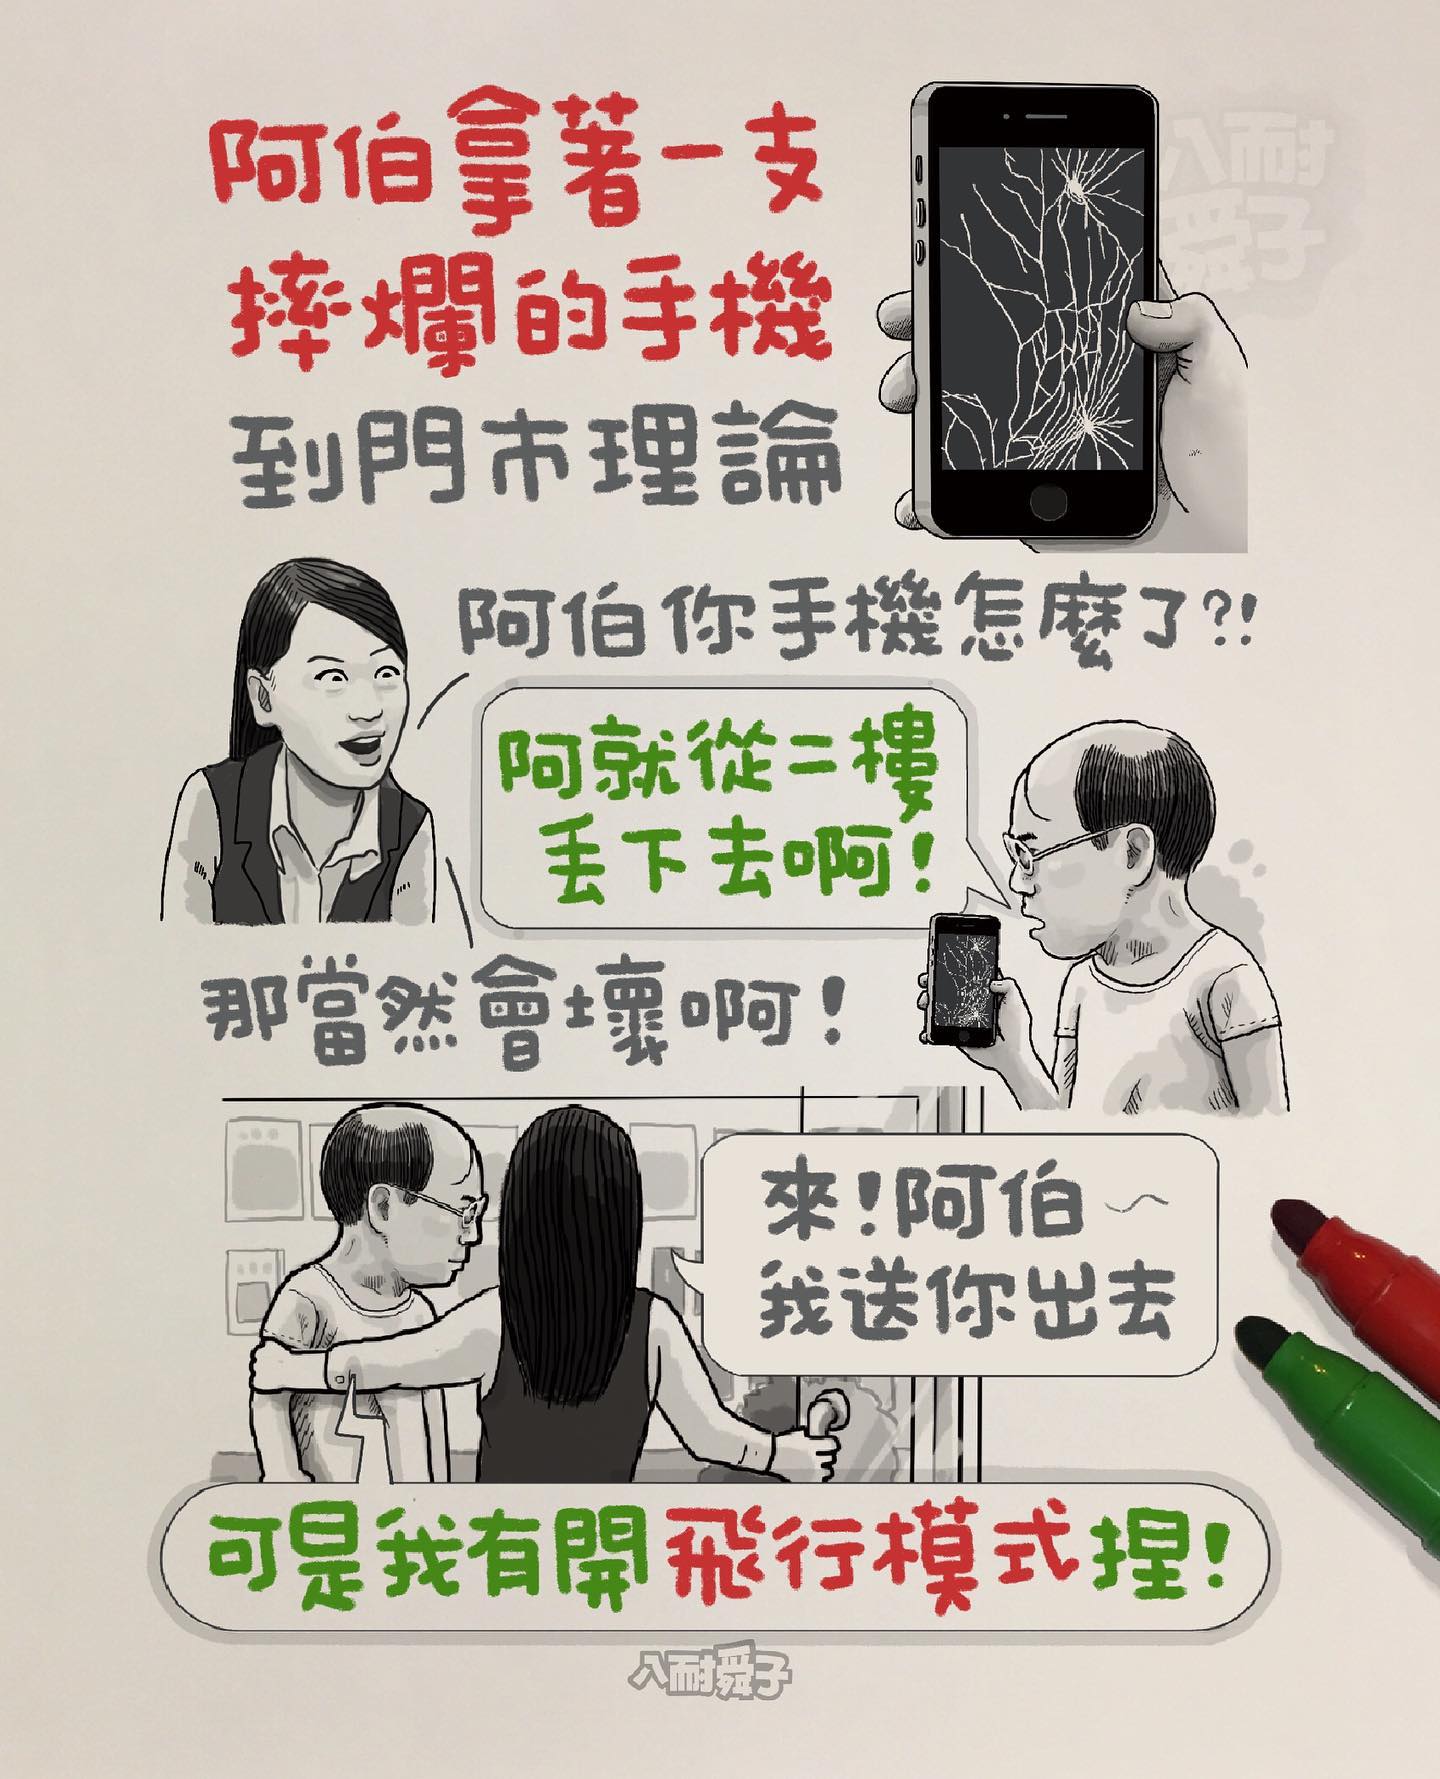 阿伯拿著一支
摔爛的手機
到門市理論
八耐
舜子
阿伯你手機怎麼了?!
阿就從二樓
丟下去啊!
那當然會壞啊!
來!阿伯~
我送你出去
可是我有開飛行模式捏!
八耐舜子